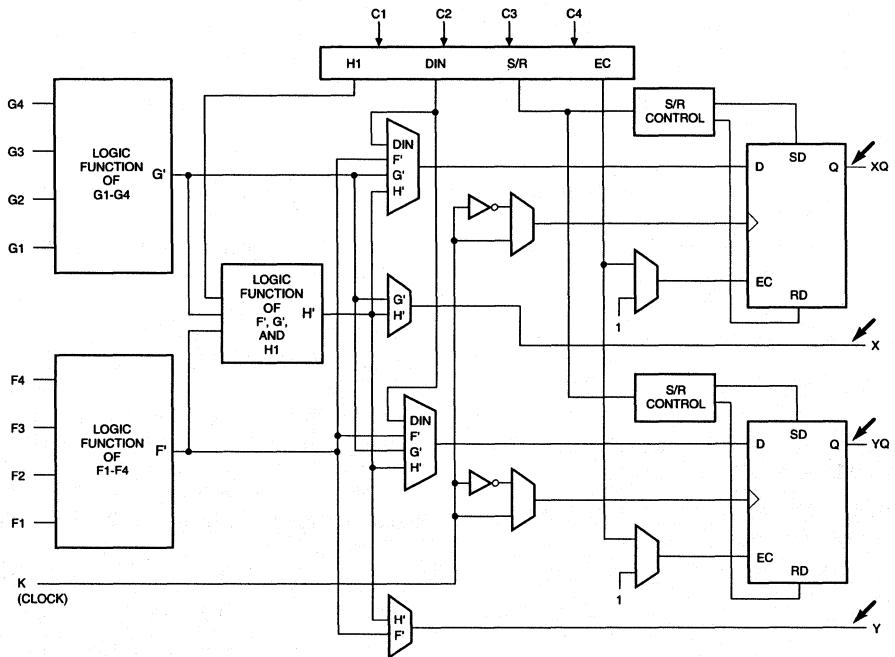 C1 C2 C3 C4
H1 DIN S/R EC
G4
G3
G2
G1
LOGIC
FUNCTION
OF
G1-G4
G'
DIN
F'
G'
H'
S/R
CONTROL
SD
D
Q
XQ
EC
RD
1
LOGIC
FUNCTION
OF
F', G',
AND
H1
H'
G'
H'
X
F4
F3
F2
F1
LOGIC
FUNCTION
OF
F1-F4
F'
DIN
F'
G'
H'
S/R
CONTROL
SD
D
Q
YQ
EC
RD
1
K
(CLOCK)
H'
F'
Y